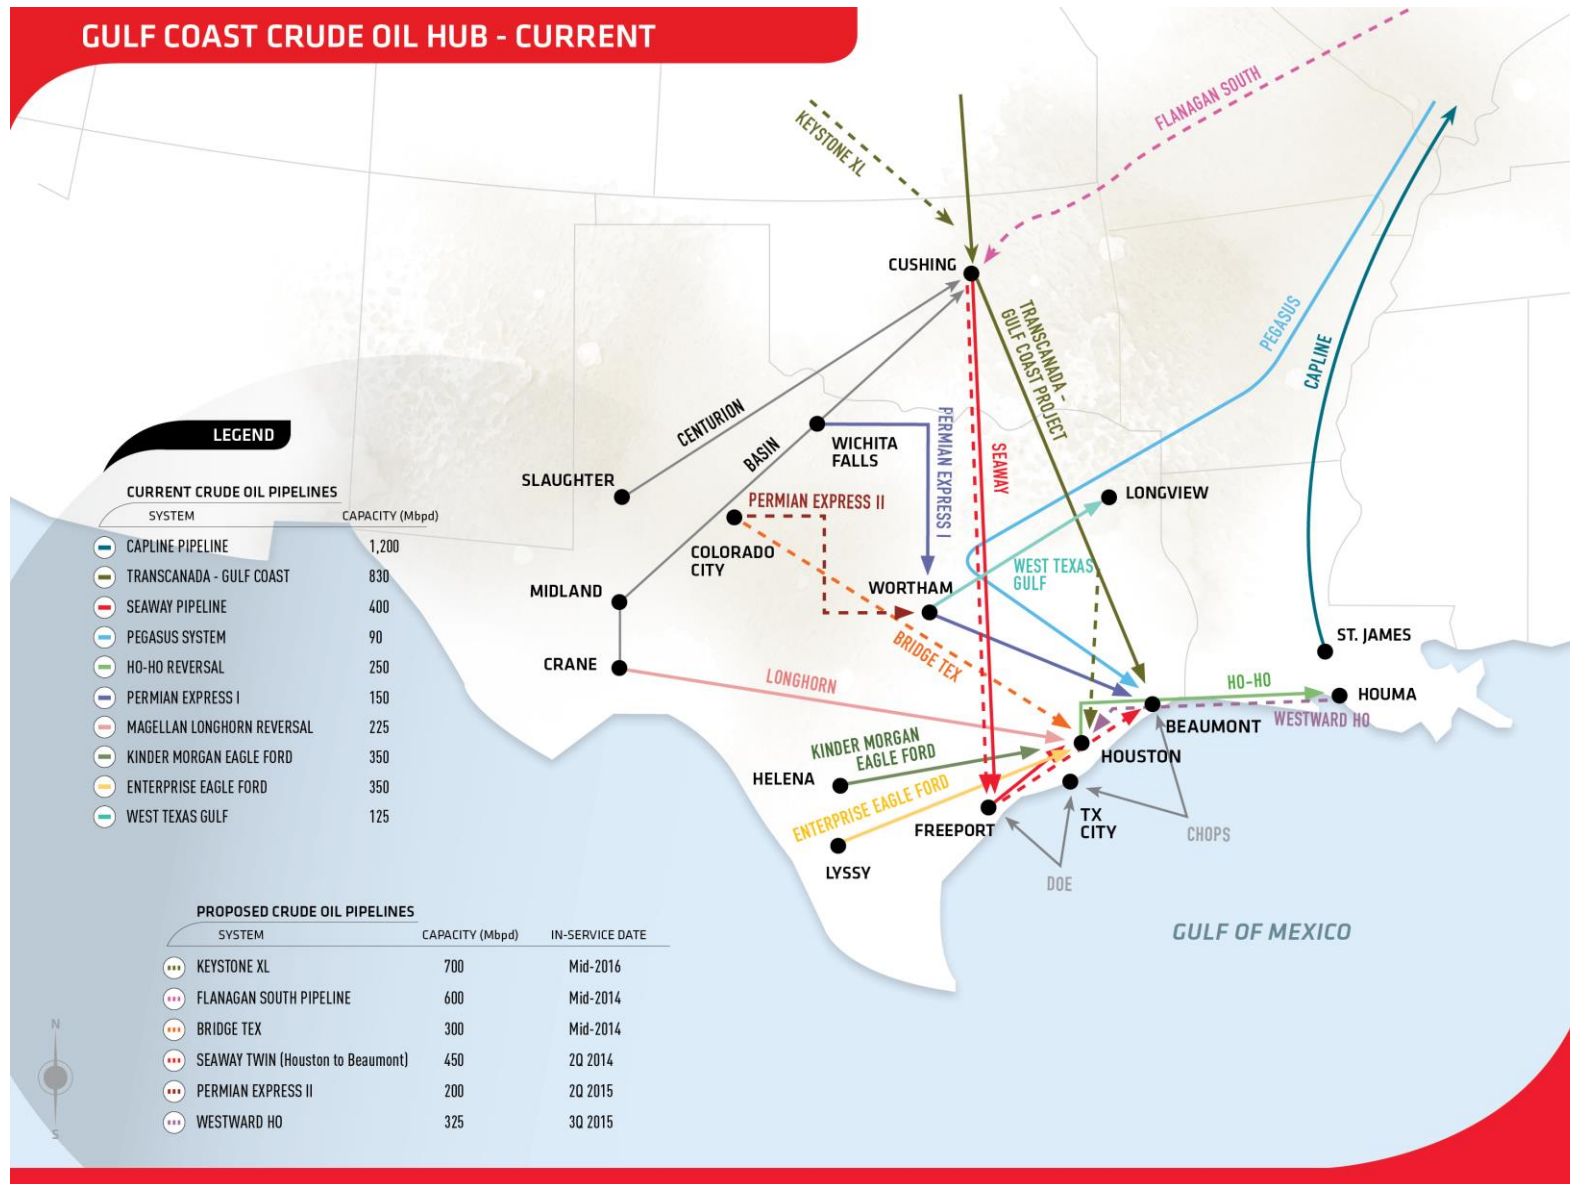 GULF COAST CRUDE OIL HUB - CURRENT
FLANAGAN SOUTH
KEYSTONE XL
CUSHING
TRANSCANADA -
GULF COAST PROJECT
PEGASUS
CAPLINE
CENTURION
BASIN
WICHITA
FALLS
PERMIAN EXPRESS I
SEAWAY
SLAUGHTER
PERMIAN EXPRESS II
LONGVIEW
COLORADO
CITY
WEST TEXAS
GULF
MIDLAND
WORTHAM
BRIDGE TEX
CRANE
LONGHORN
ST. JAMES
HO-HO
HOUMA
WESTWARD HO
BEAUMONT
KINDER MORGAN
EAGLE FORD
HOUSTON
HELENA
ENTERPRISE EAGLE FORD
FREEPORT
TX
CITY
CHOPS
LYSSY
DOE
GULF OF MEXICO
LEGEND
CURRENT CRUDE OIL PIPELINES
SYSTEM CAPACITY (Mbpd)
CAPLINE PIPELINE 1,200
TRANSCANADA - GULF COAST 830
SEAWAY PIPELINE 400
PEGASUS SYSTEM 90
HO-HO REVERSAL 250
PERMIAN EXPRESS I 150
MAGELLAN LONGHORN REVERSAL 225
KINDER MORGAN EAGLE FORD 350
ENTERPRISE EAGLE FORD 350
WEST TEXAS GULF 125
PROPOSED CRUDE OIL PIPELINES
SYSTEM CAPACITY (Mbpd) IN-SERVICE DATE
KEYSTONE XL 700 Mid-2016
FLANAGAN SOUTH PIPELINE 600 Mid-2014
BRIDGE TEX 300 Mid-2014
SEAWAY TWIN (Houston to Beaumont) 450 2Q 2014
PERMIAN EXPRESS II 200 2Q 2015
WESTWARD HO 325 3Q 2015
N
S